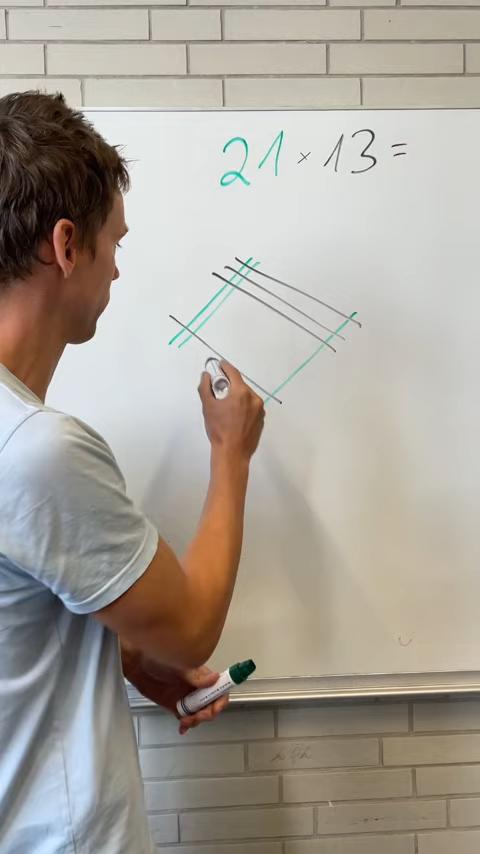 21 × 13 =